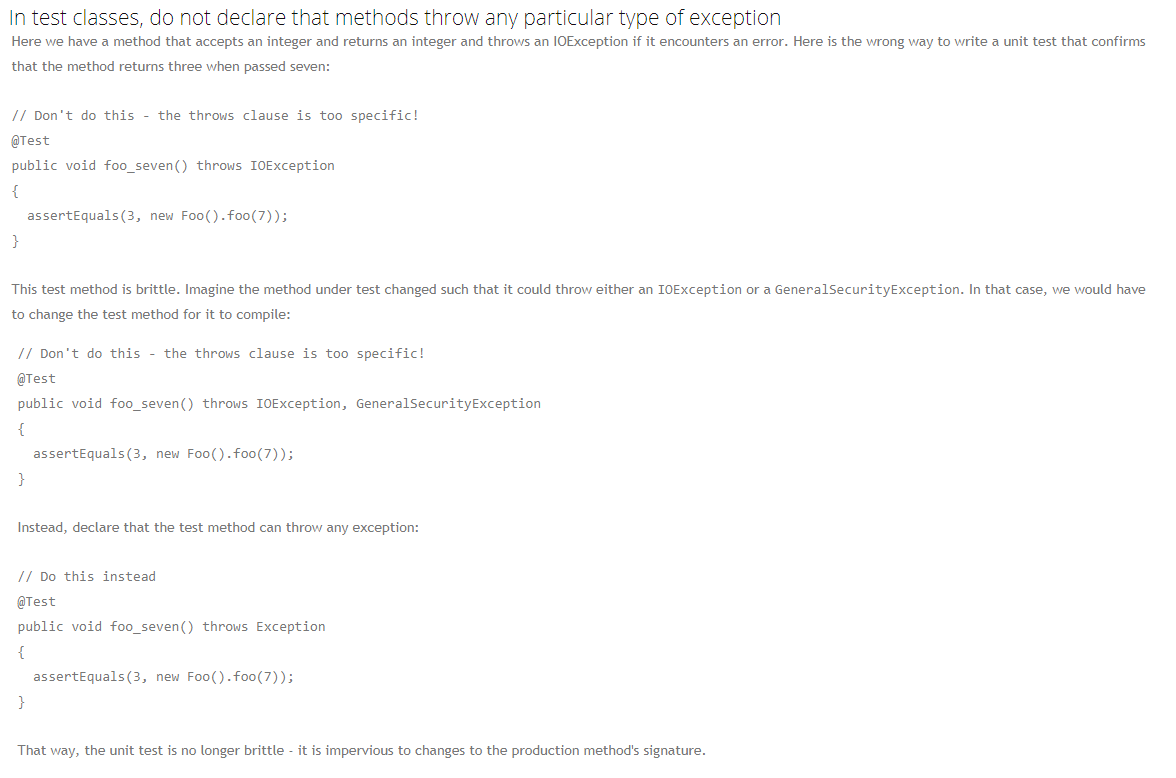 In test classes, do not declare that methods throw any particular type of exception
Here we have a method that accepts an integer and returns an integer and throws an IOException if it encounters an error. Here is the wrong way to write a unit test that confirms
that the method returns three when passed seven:
// Don't do this - the throws clause is too specific!
@Test
public void foo_seven() throws IOException
{
  assertEquals(3, new Foo().foo(7));
}
This test method is brittle. Imagine the method under test changed such that it could throw either an IOException or a GeneralSecurityException. In that case, we would have
to change the test method for it to compile:
// Don't do this - the throws clause is too specific!
@Test
public void foo_seven() throws IOException, GeneralSecurityException
{
  assertEquals(3, new Foo().foo(7));
}
Instead, declare that the test method can throw any exception:
// Do this instead
@Test
public void foo_seven() throws Exception
{
  assertEquals(3, new Foo().foo(7));
}
That way, the unit test is no longer brittle - it is impervious to changes to the production method's signature.